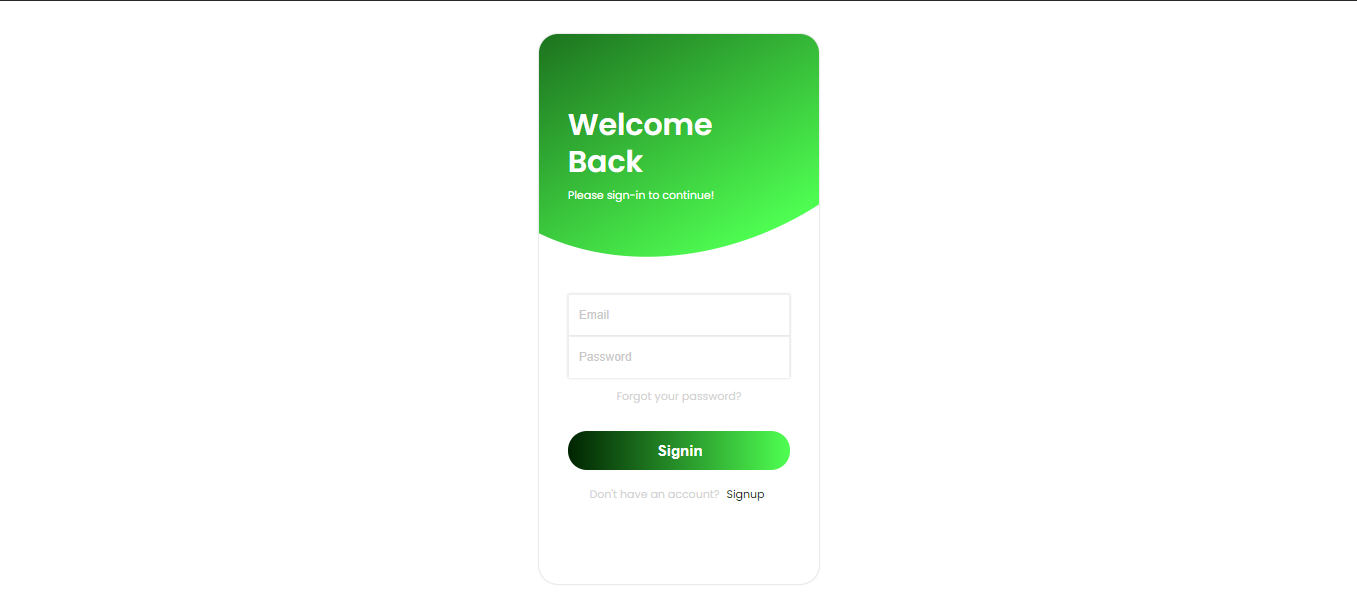 Welcome
Back
Please sign-in to continue!
Email
Password
Forgot your password?
Signin
Don't have an account? Signup